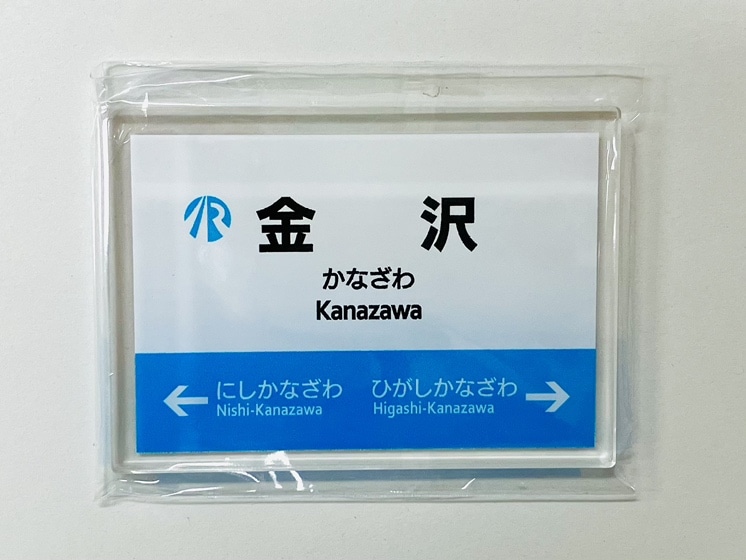 IR 金沢
かなざわ
Kanazawa
← にしかなざわ ひがしかなざわ →
Nishi-Kanazawa Higashi-Kanazawa